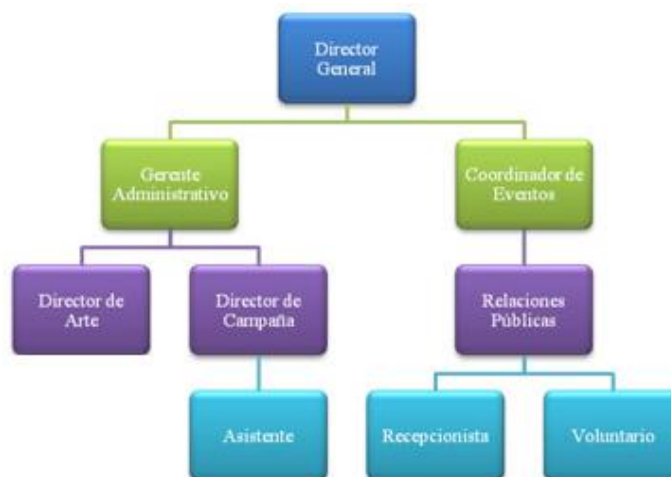 Director
General
Gerente
Administrativo
Coordinador de
Eventos
Director de
Arte
Director de
Campaña
Relaciones
Públicas
Asistente
Recepcionista
Voluntario